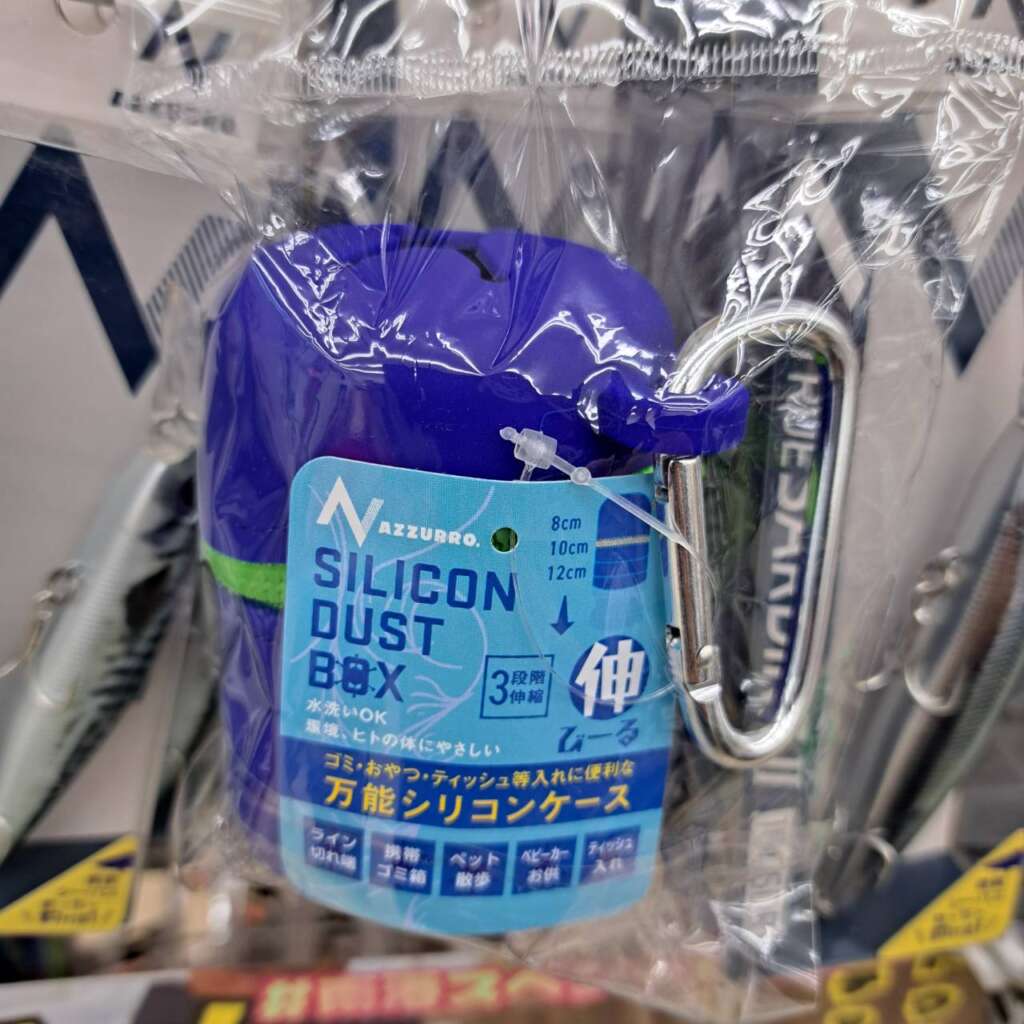 AZZURRO.
SILICON
DUST
BOX
8cm
10cm
12cm
3段階
伸縮
伸
びーる
水洗いOK
環境、ヒトの体にやさしい
ゴミ・おやつ・ティッシュ等入れに便利な
万能シリコンケース
ライン
切れ端
携帯
ゴミ箱
ペット
散歩
ベビーカー
お供
ティッシュ
入れ